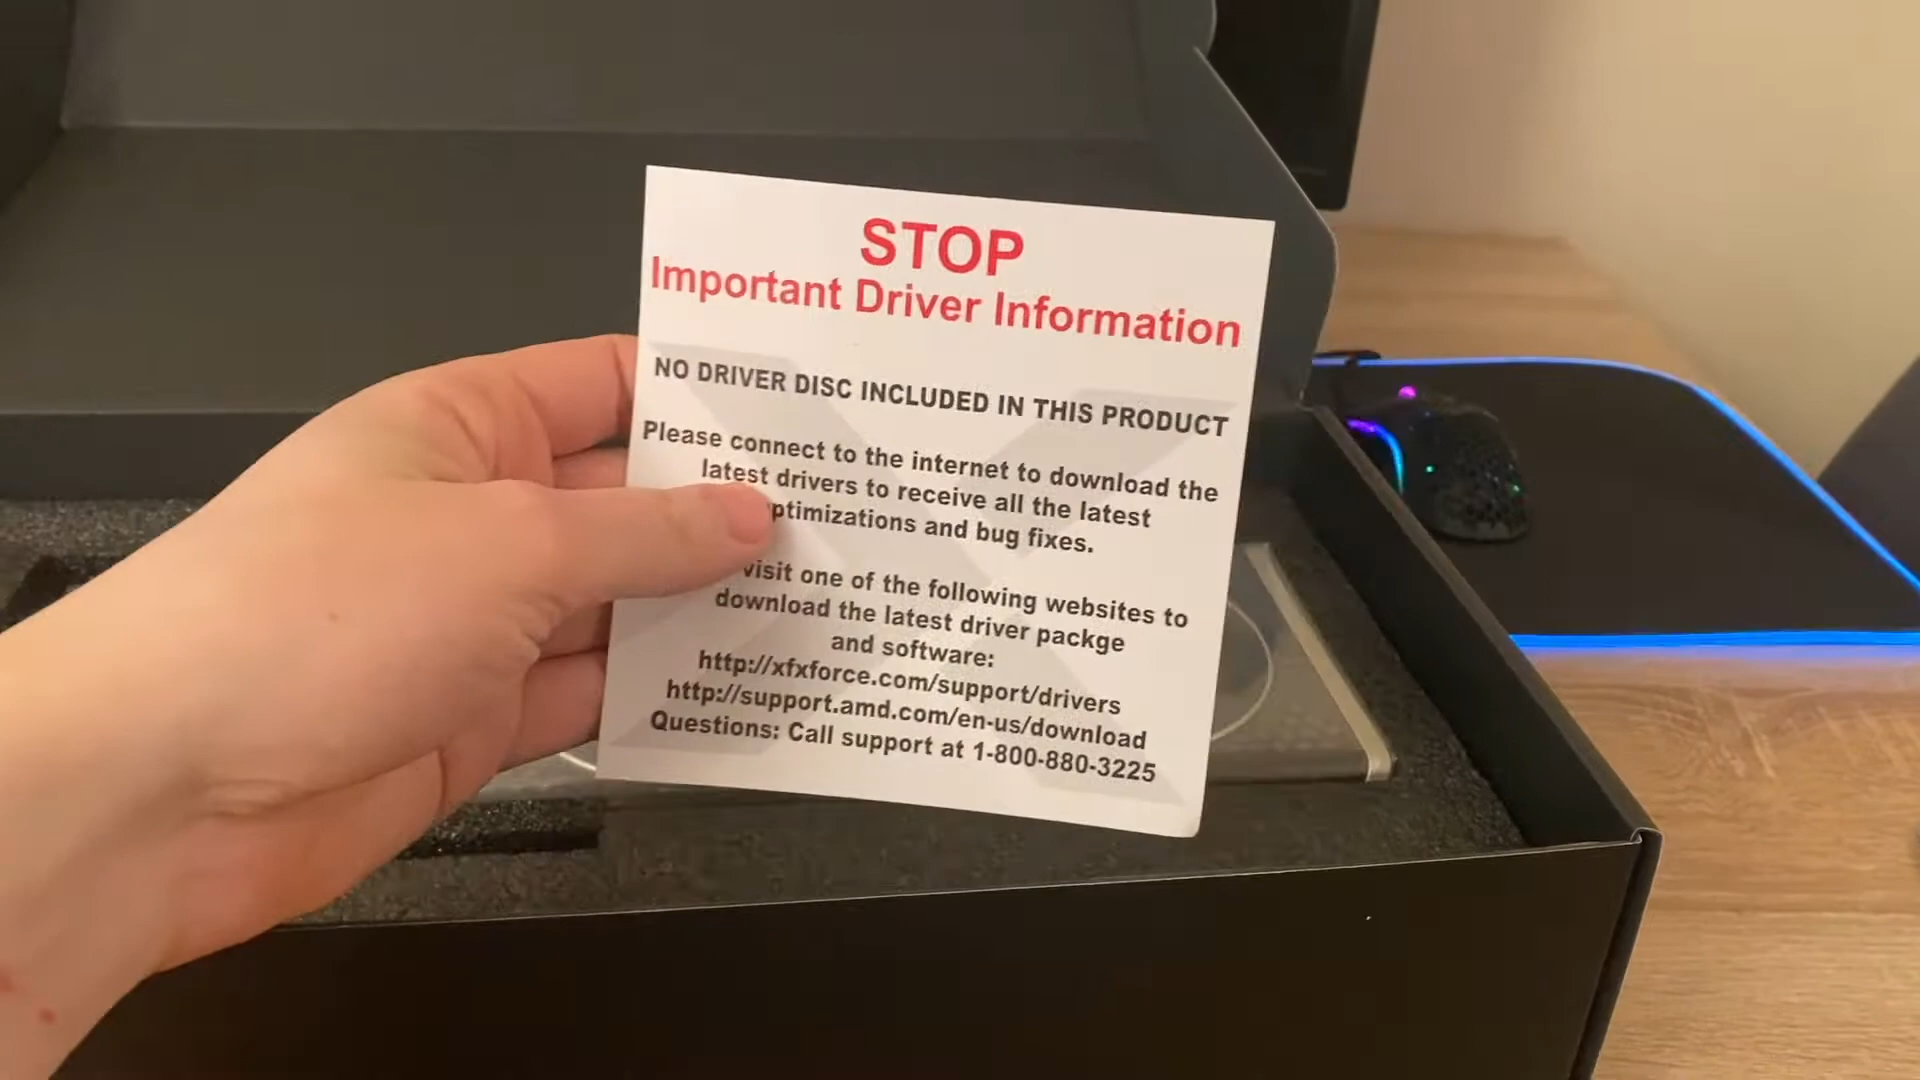 STOP
Important Driver Information
NO DRIVER DISC INCLUDED IN THIS PRODUCT
Please connect to the internet to download the
latest drivers to receive all the latest
ptimizations and bug fixes.
visit one of the following websites to
download the latest driver packge
and software:
http://xfxforce.com/support/drivers
http://support.amd.com/en-us/download
Questions: Call support at 1-800-880-3225